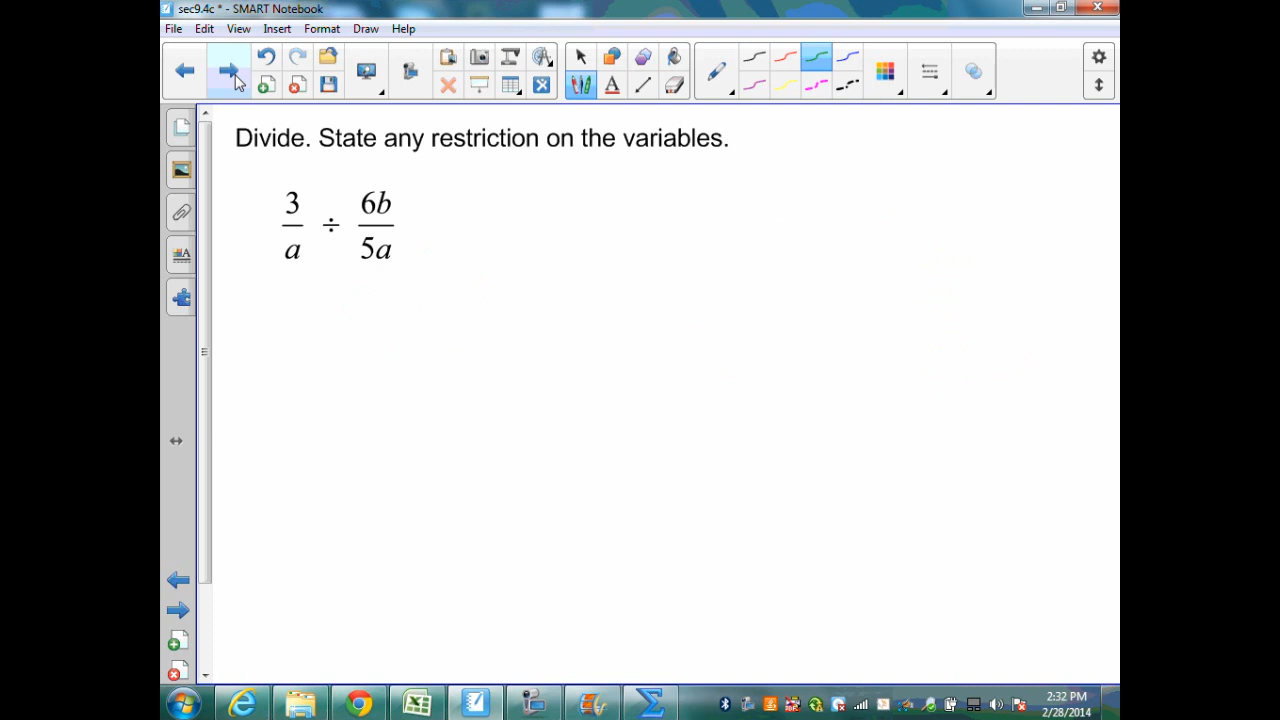 sec9.4c * - SMART Notebook
File Edit View Insert Format Draw Help
Divide. State any restriction on the variables.
3/a ÷ 6b/5a
2:32 PM
2/28/2014